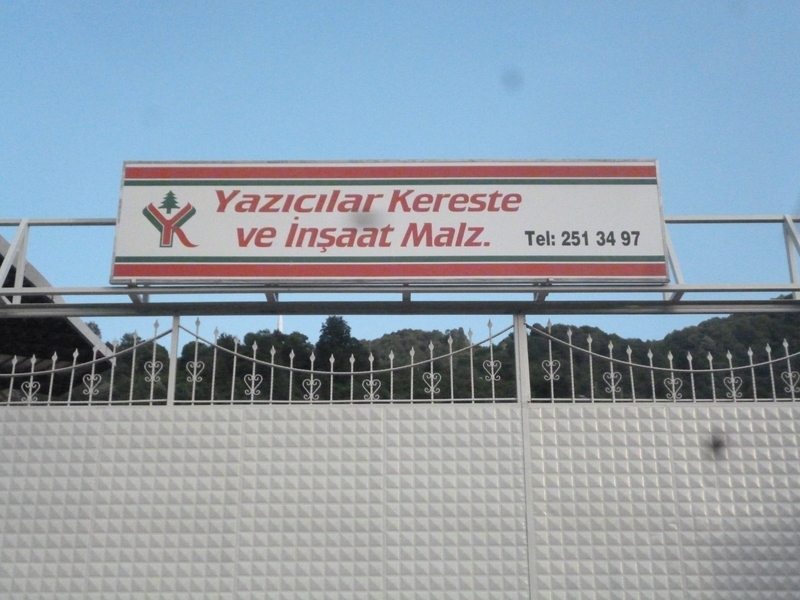 Yazıcılar Kereste
ve İnşaat Malz.
Tel: 251 34 97
YK